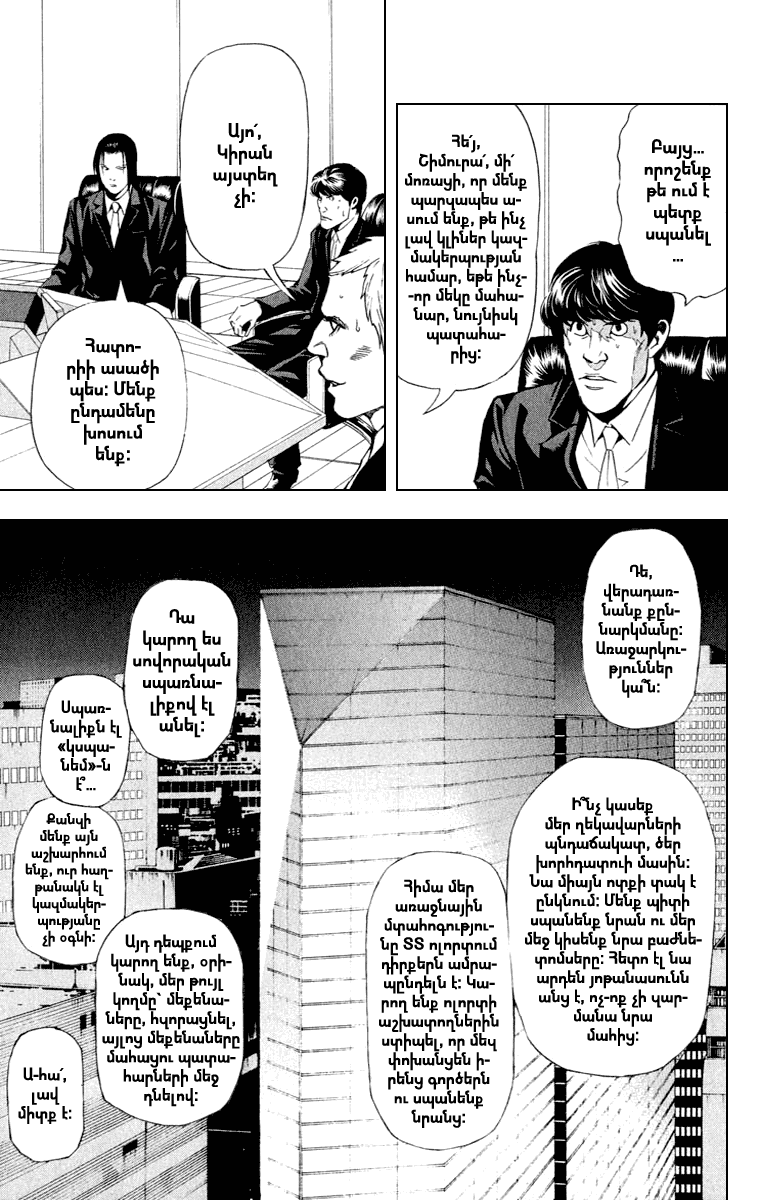 Բայց...
որոշենք
թե ում է
պետք
սպանել
...
Հե՜յ,
Շիմուրա՛, մի՛
մոռացի, որ մենք
պարզապես ա-
սում ենք, թե ինչ
լավ կլիներ կազ-
մակերպության
համար, եթե ինչ-
-որ մեկը մահա-
նար, նույնիսկ
պատահա-
րից:
Այո՛,
Կիրան
այստեղ
չի:
Հատո-
րիի ասածի
պես: Մենք
ընդամենը
խոսում
ենք:
Դե,
վերադառ-
նանք քըն-
նարկմանը:
Առաջարկու-
թյուններ
կա՞ն:
Ի՞նչ կասեք
մեր ղեկավարների
պնդաճակատ, ծեր
խորհրդատուի մասին:
Նա միայն ոտքի տակ է
ընկնում: Մենք պիտի
սպանենք նրան ու մեր
մեջ կիսենք նրա բաժնե-
տոմսերը: Հետո էլ նա
արդեն յոթանասունն
անց է, ոչ-ոք չի զար-
մանա նրա
մահից:
Հիմա մեր
առաջնային
մտահոգությու-
նը SS ոլորտում
դիրքերն ամրա-
պընդելն է: Կա-
րող ենք ոլորտի
աշխատողներին
ստիպել, որ մեզ
փոխանցեն ի-
րենց գործերն
ու սպանենք
նրանց:
Դա
կարող ես
սովորական
սպառնա-
լիքով էլ
անել:
Սպառ-
նալիքն էլ
«կսպա-
նեմ»-ն
է՞...
Քանզի
մենք այն
աշխարհում
ենք, ուր հաղ-
թանակն էլ
կազմակեր-
պությանը
չի օգնի:
Այդ դեպքում
կարող ենք, օրի-
նակ, մեր թույլ
կողմը՝ մեքենա-
ները, հզորացնել,
այլոց մեքենաները
մահացու պատա-
հարների մեջ
դնելով:
Ա-հա՛,
լավ
միտք է: